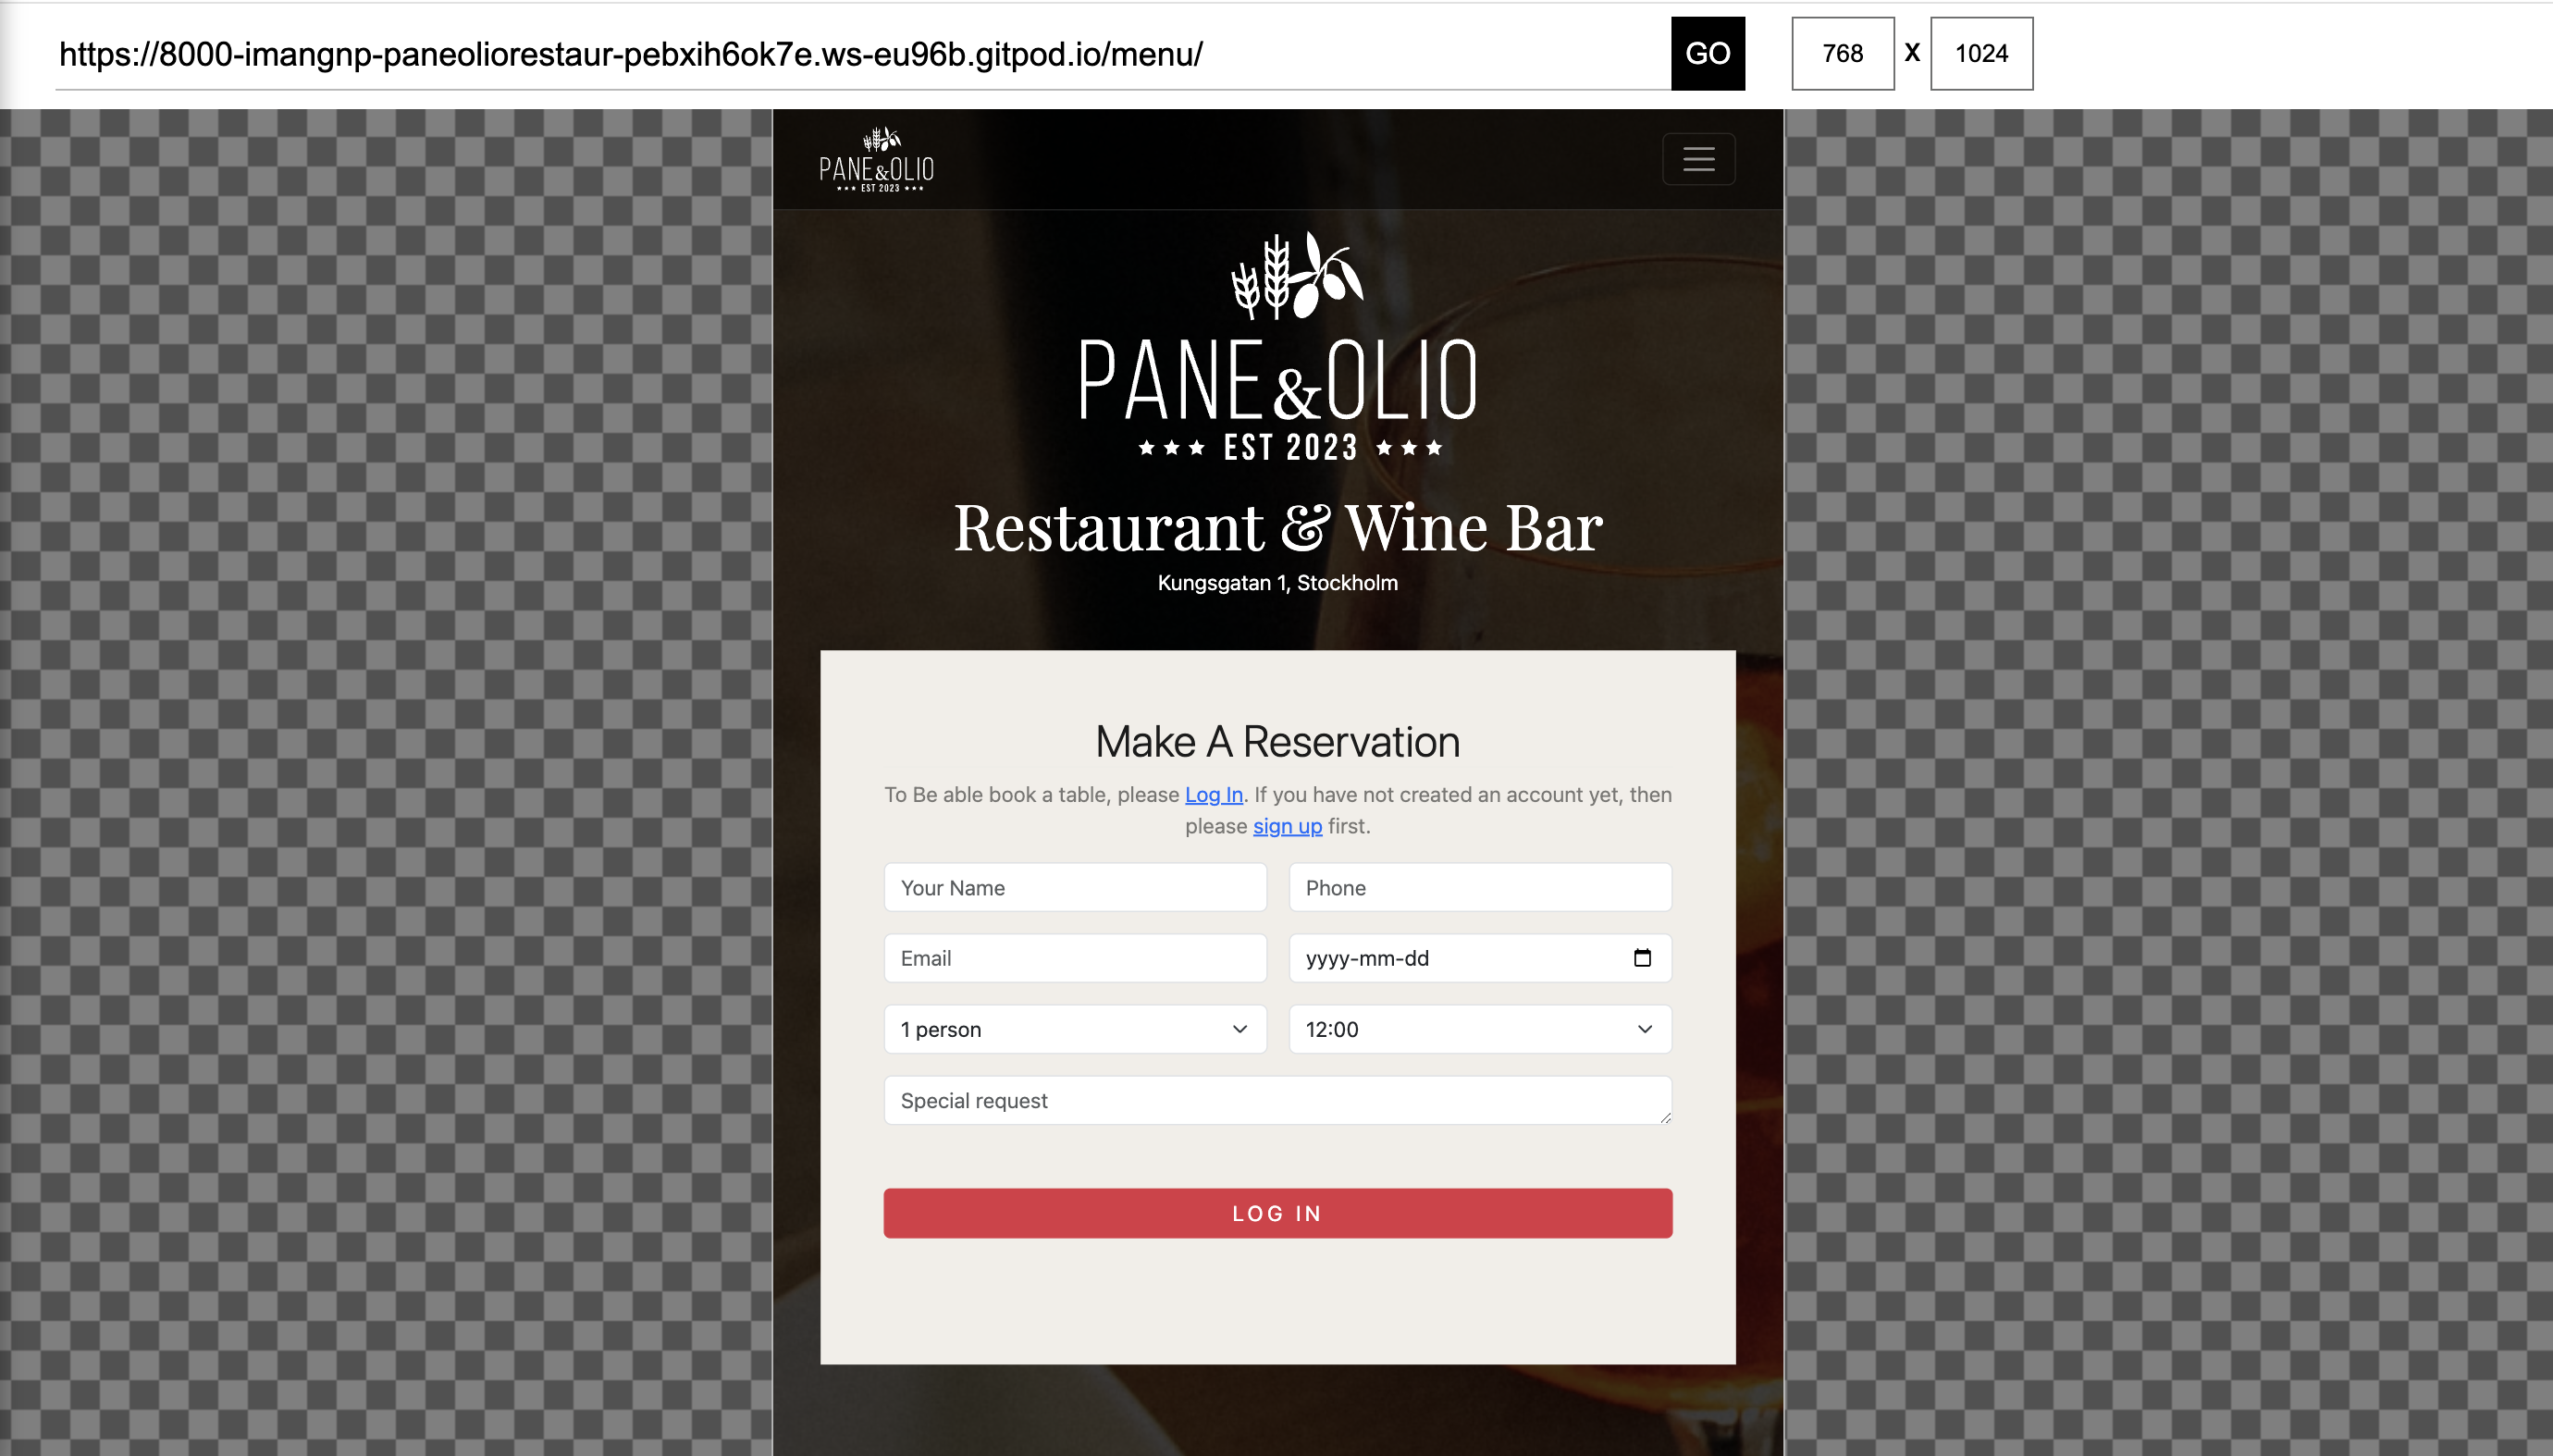 https://8000-imangnp-paneoliorestaur-pebxih6ok7e.ws-eu96b.gitpod.io/menu/ GO 768 X 1024
PANE&OLIO
★★★ EST 2023 ★★★
PANE&OLIO
★★★ EST 2023 ★★★
Restaurant & Wine Bar
Kungsgatan 1, Stockholm
Make A Reservation
To Be able book a table, please Log In. If you have not created an account yet, then
please sign up first.
Your Name Phone
Email yyyy-mm-dd
1 person 12:00
Special request
LOG IN